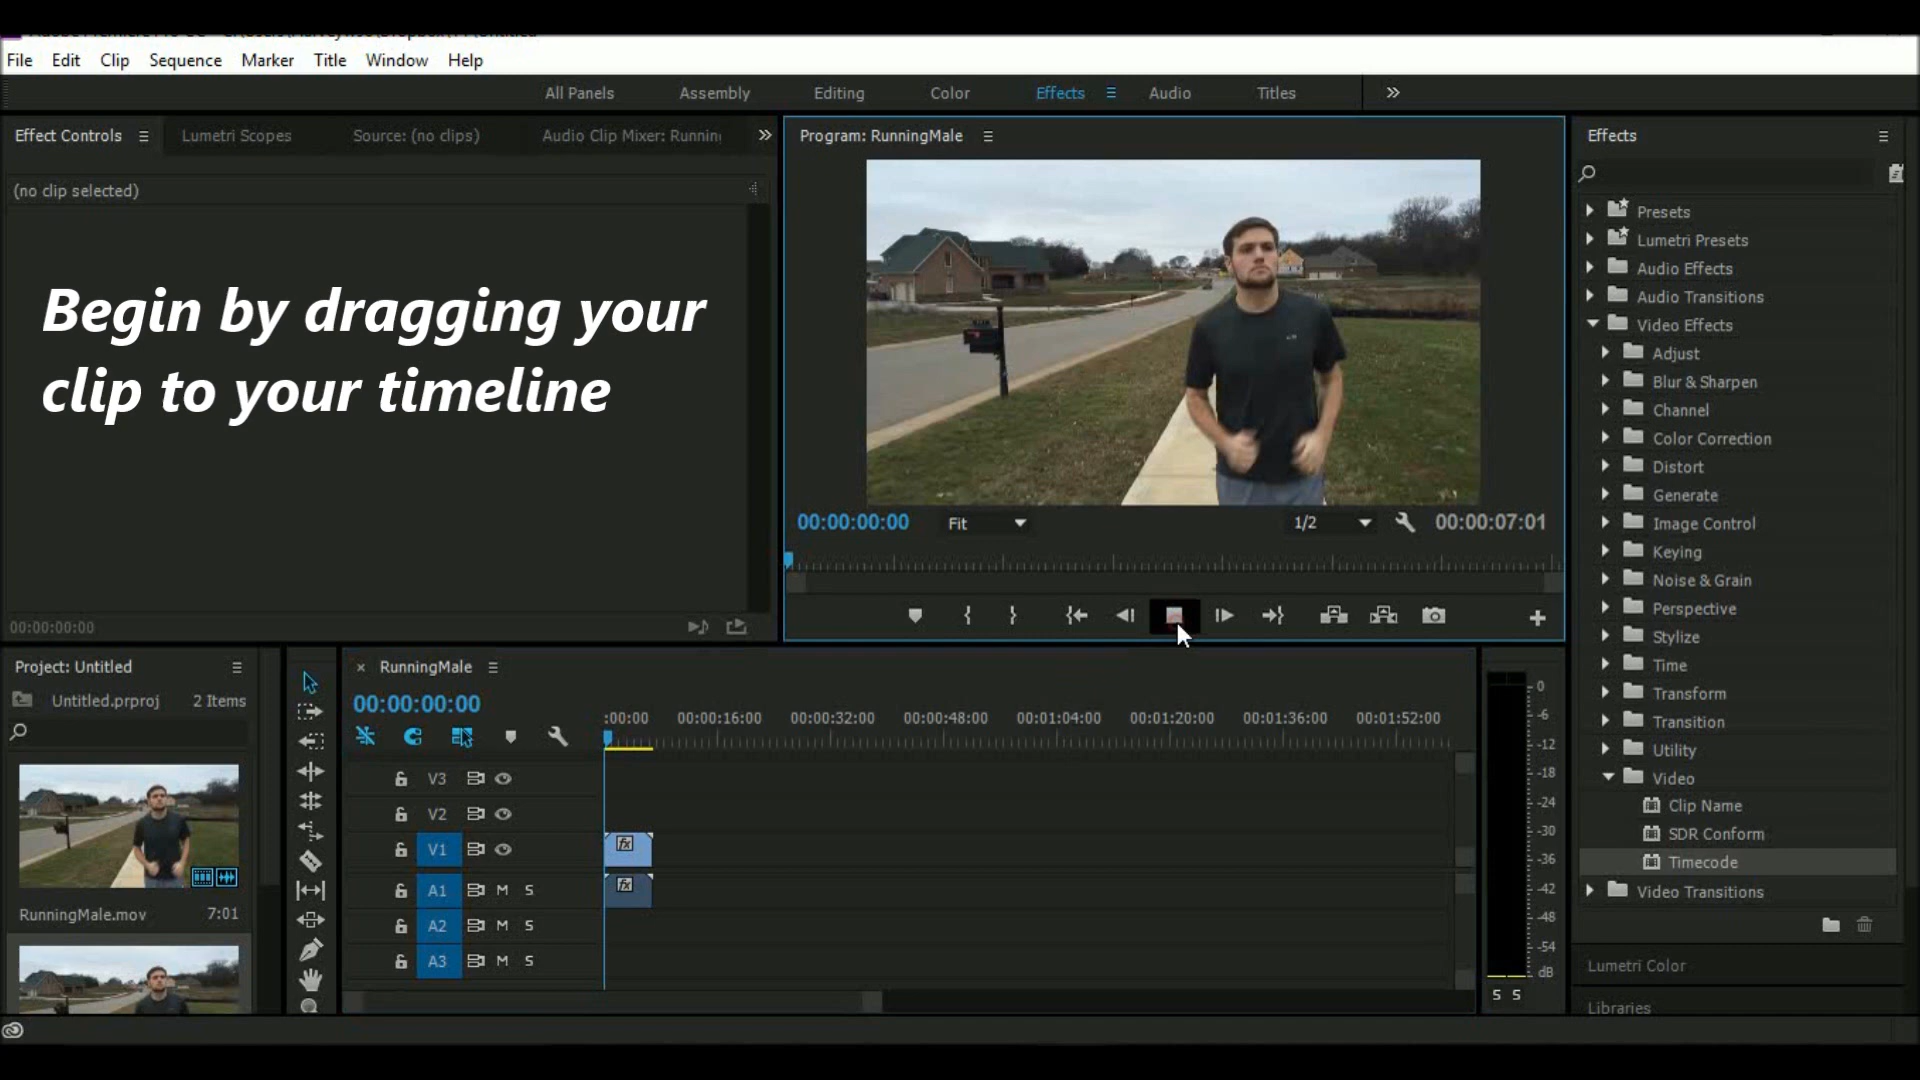 File Edit Clip Sequence Marker Title Window Help
All Panels Assembly Editing Color Effects Audio Titles
Effect Controls Lumetri Scopes Source: (no clips) Audio Clip Mixer: Runnin
(no clip selected)
Begin by dragging your
clip to your timeline
00:00:00:00
Program: RunningMale
00:00:00:00 Fit 1/2 00:00:07:01
Effects
Presets
Lumetri Presets
Audio Effects
Audio Transitions
Video Effects
Adjust
Blur & Sharpen
Channel
Color Correction
Distort
Generate
Image Control
Keying
Noise & Grain
Perspective
Stylize
Time
Transform
Transition
Utility
Video
Clip Name
SDR Conform
Timecode
Video Transitions
Lumetri Color
Libraries
Project: Untitled
Untitled.prproj 2 Items
RunningMale.mov 7:01
RunningMale
00:00:00:00
:00:00 00:00:16:00 00:00:32:00 00:00:48:00 00:01:04:00 00:01:20:00 00:01:36:00 00:01:52:00
V3
V2
V1 fx
A1 M S fx
A2 M S
A3 M S
0
-6
-12
-18
-24
-30
-36
-42
-48
-54
dB
S S